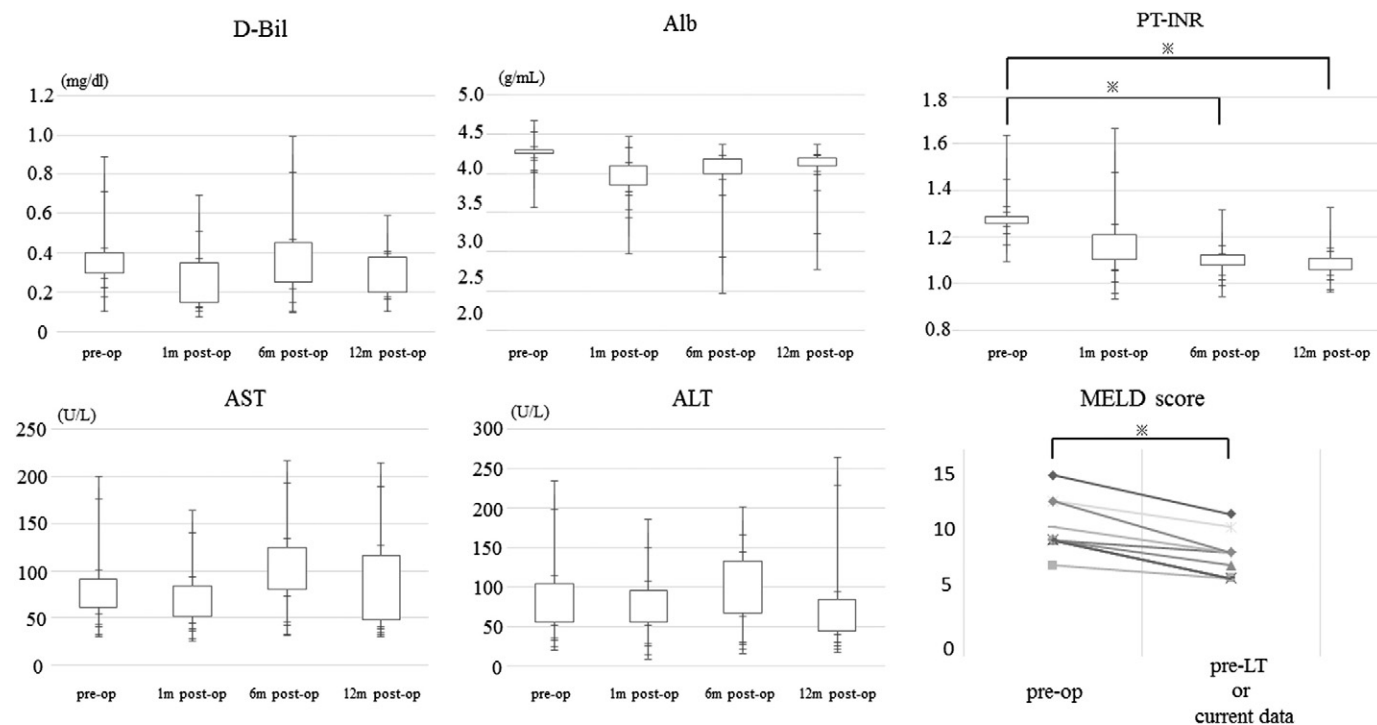 D-Bil
(mg/dl)
1.2
1.0
0.8
0.6
0.4
0.2
0
pre-op 1m post-op 6m post-op 12m post-op
Alb
(g/mL)
5.0
4.5
4.0
3.5
3.0
2.5
2.0
pre-op 1m post-op 6m post-op 12m post-op
PT-INR
※
※
1.8
1.6
1.4
1.2
1.0
0.8
pre-op 1m post-op 6m post-op 12m post-op
AST
(U/L)
250
200
150
100
50
0
pre-op 1m post-op 6m post-op 12m post-op
ALT
(U/L)
300
250
200
150
100
50
0
pre-op 1m post-op 6m post-op 12m post-op
MELD score
※
15
10
5
0
pre-op
pre-LT
or
current data